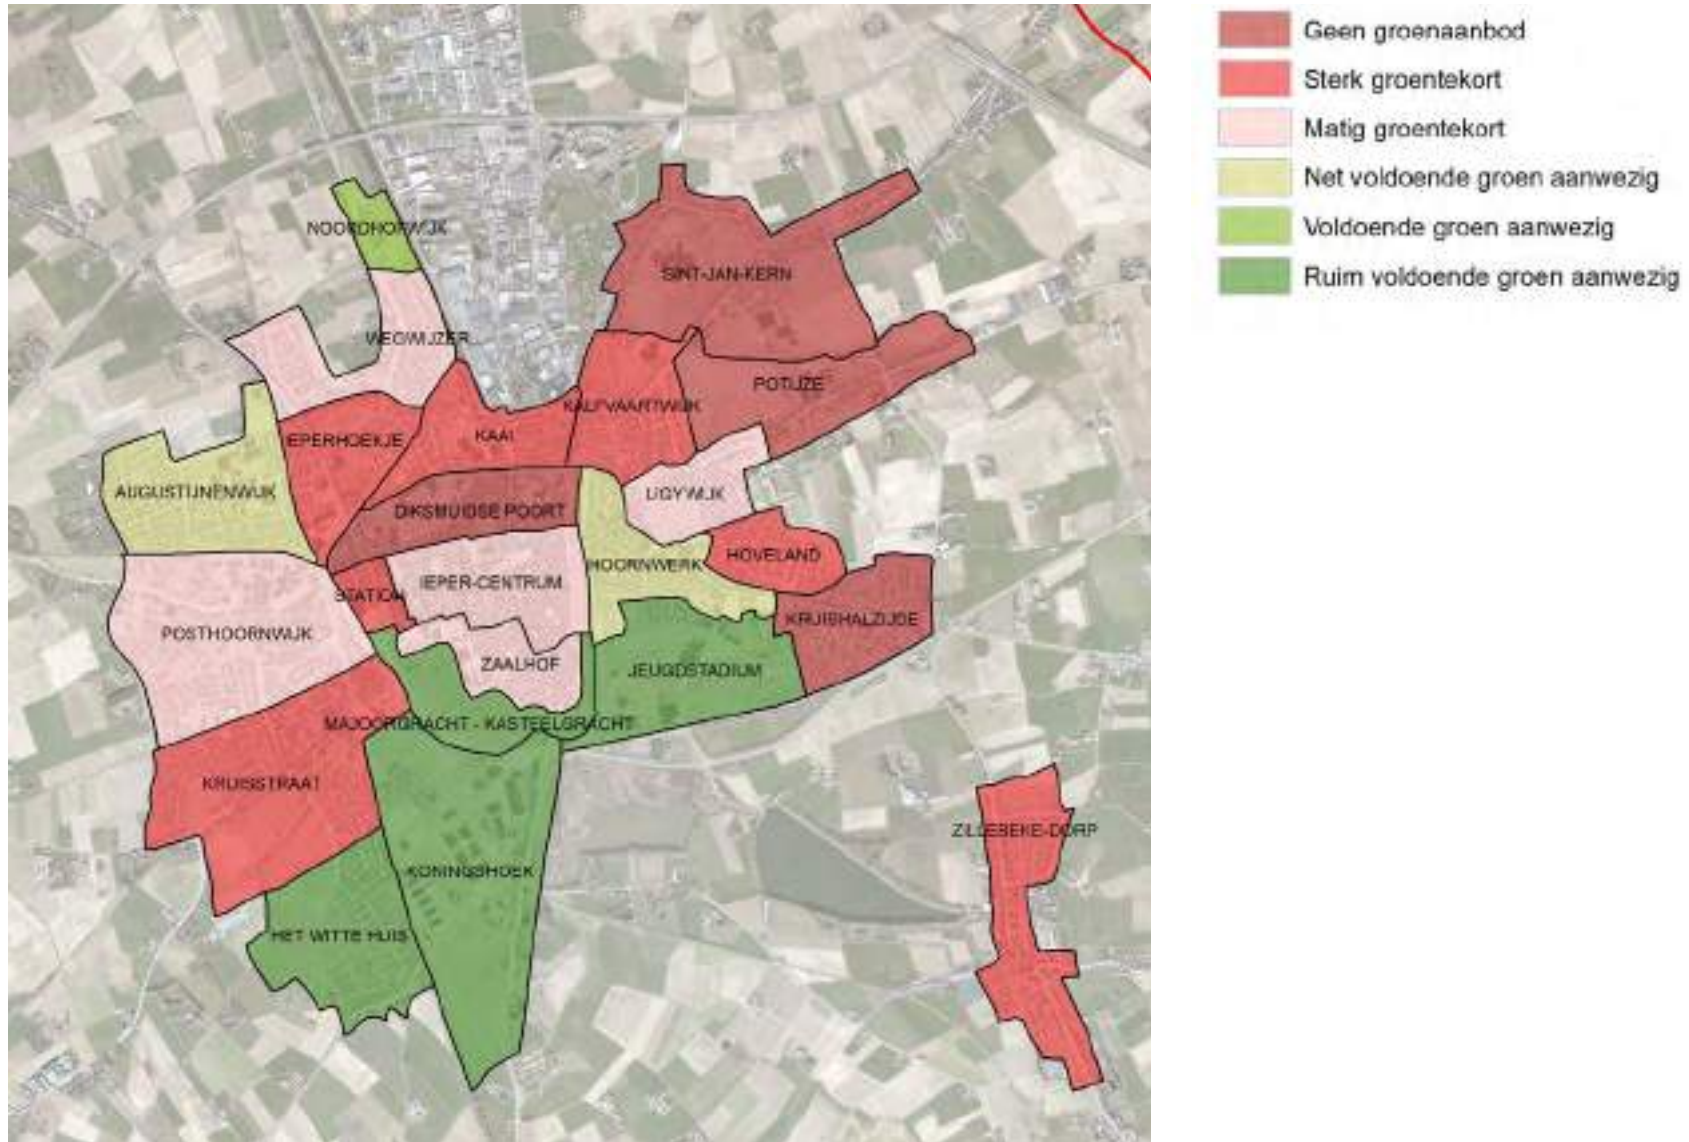 Geen groenaanbod
Sterk groentekort
Matig groentekort
Net voldoende groen aanwezig
Voldoende groen aanwezig
Ruim voldoende groen aanwezig
NOORDHOFWIJK
SINT-JAN-KERN
WEGWIJZER
POTIJZE
KALFVAARTWIJK
IEPERHOEKJE
KAAI
AUGUSTIJNENWIJK
LIGYWIJK
DIKSMUIDSE POORT
HOVELAND
HOORNWERK
IEPER-CENTRUM
STATION
KRUISHALZIJDE
POSTHOORNWIJK
ZAALHOF
JEUGDSTADIUM
MAJOORGRACHT - KASTEELGRACHT
KRUISSTRAAT
ZILLEBEKE-DORP
KONINGSHOEK
HET WITTE HUIS